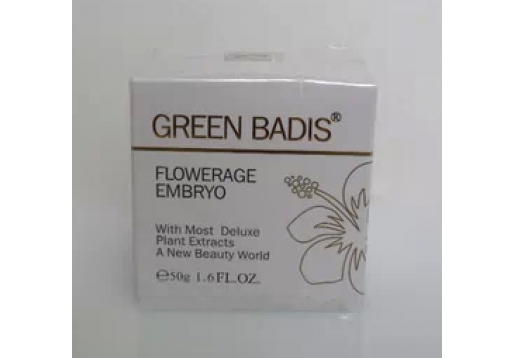 GREEN BADIS®
FLOWERAGE
EMBRYO
With Most Deluxe
Plant Extracts
A New Beauty World
℮50g 1.6FL.OZ.